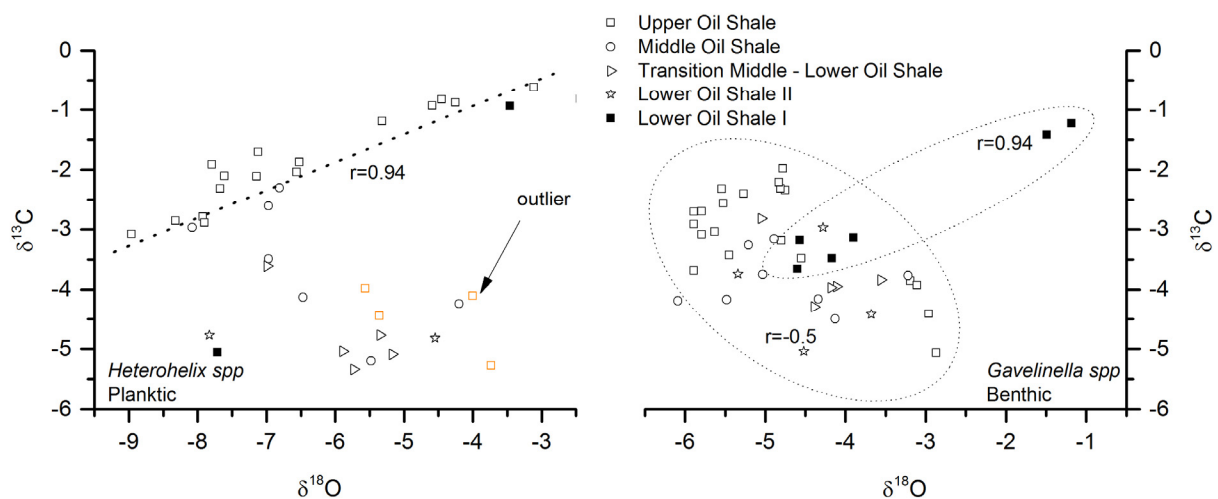 Upper Oil Shale
Middle Oil Shale
Transition Middle - Lower Oil Shale
Lower Oil Shale II
Lower Oil Shale I
0
-1
-2
-3
-4
-5
-6
δ13C
r=0.94
outlier
Heterohelix spp
Planktic
-9
-8
-7
-6
-5
-4
-3
δ18O
r=0.94
r=-0.5
Gavelinella spp
Benthic
0
-1
-2
-3
-4
-5
-6
δ13C
-6
-5
-4
-3
-2
-1
δ18O